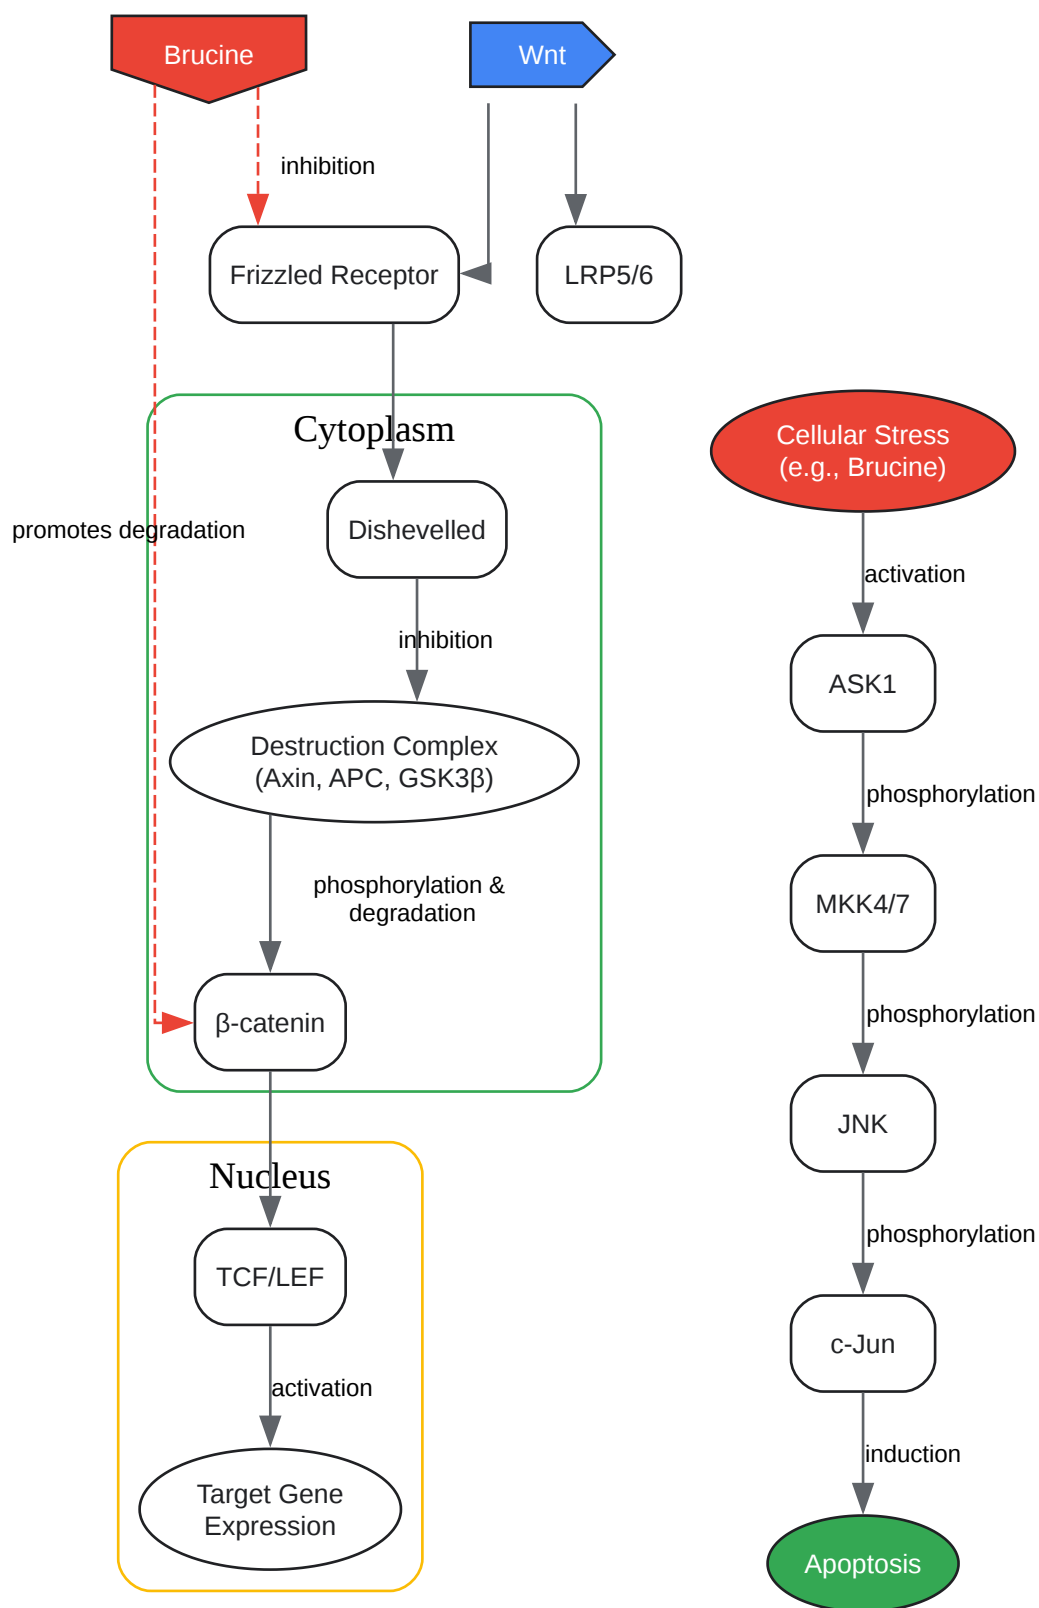 Brucine
Wnt
inhibition
Frizzled Receptor
LRP5/6
Cytoplasm
Cellular Stress
(e.g., Brucine)
promotes degradation
Dishevelled
activation
inhibition
ASK1
Destruction Complex
(Axin, APC, GSK3β)
phosphorylation
phosphorylation &
degradation
MKK4/7
β-catenin
phosphorylation
JNK
Nucleus
phosphorylation
TCF/LEF
c-Jun
activation
induction
Target Gene
Expression
Apoptosis